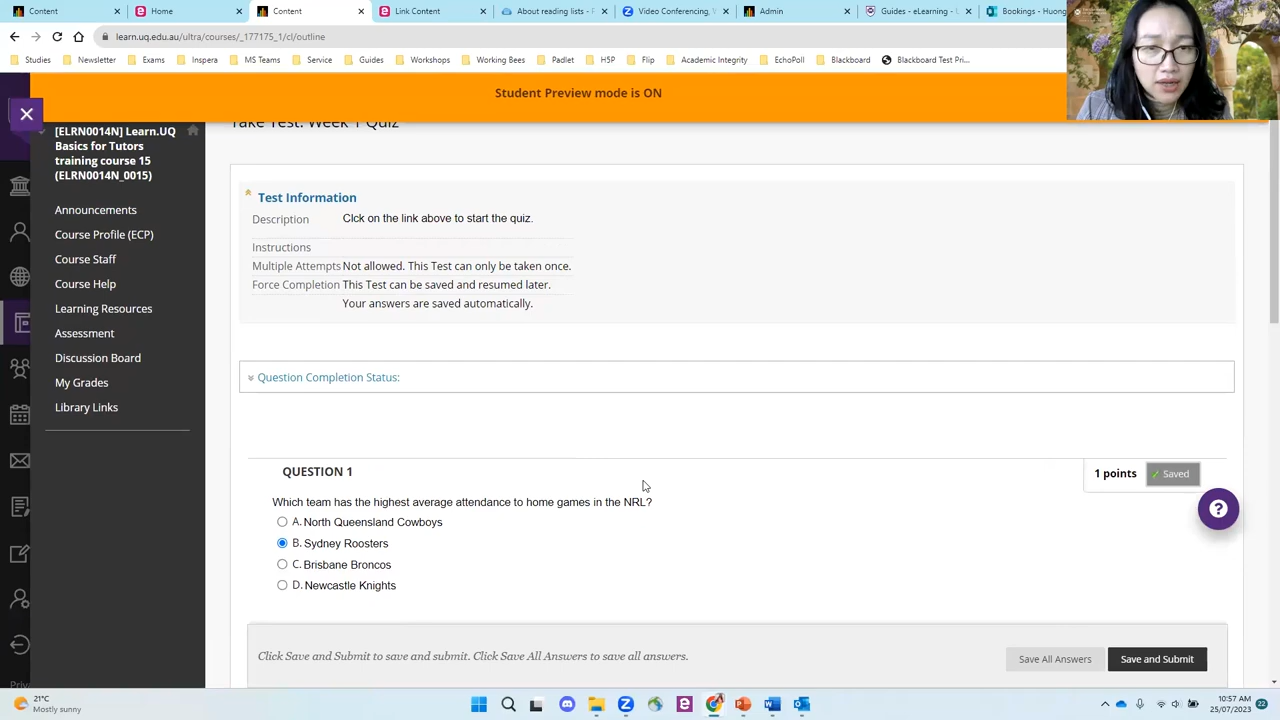 Content
Home
Content
Link Content
About reading lists - F
Video Conferencing, V
Admin
Guides - eLearning -
Bookings - Huong
learn.uq.edu.au/ultra/courses/_177175_1/cl/outline
Studies
Newsletter
Exams
Inspera
MS Teams
Service
Guides
Workshops
Working Bees
Padlet
H5P
Flip
Academic Integrity
EchoPoll
Blackboard
Blackboard Test Pri...
Student Preview mode is ON
[ELRN0014N] Learn.UQ
Basics for Tutors
training course 15
(ELRN0014N_0015)
Announcements
Course Profile (ECP)
Course Staff
Course Help
Learning Resources
Assessment
Discussion Board
My Grades
Library Links
Priv
Take Test: Week 1 Quiz
Test Information
Description Clck on the link above to start the quiz.
Instructions
Multiple Attempts Not allowed. This Test can only be taken once.
Force Completion This Test can be saved and resumed later.
Your answers are saved automatically.
Question Completion Status:
QUESTION 1
1 points
Saved
Which team has the highest average attendance to home games in the NRL?
A. North Queensland Cowboys
B. Sydney Roosters
C. Brisbane Broncos
D. Newcastle Knights
?
Click Save and Submit to save and submit. Click Save All Answers to save all answers.
Save All Answers
Save and Submit
21°C
Mostly sunny
10:57 AM
25/07/2023
22